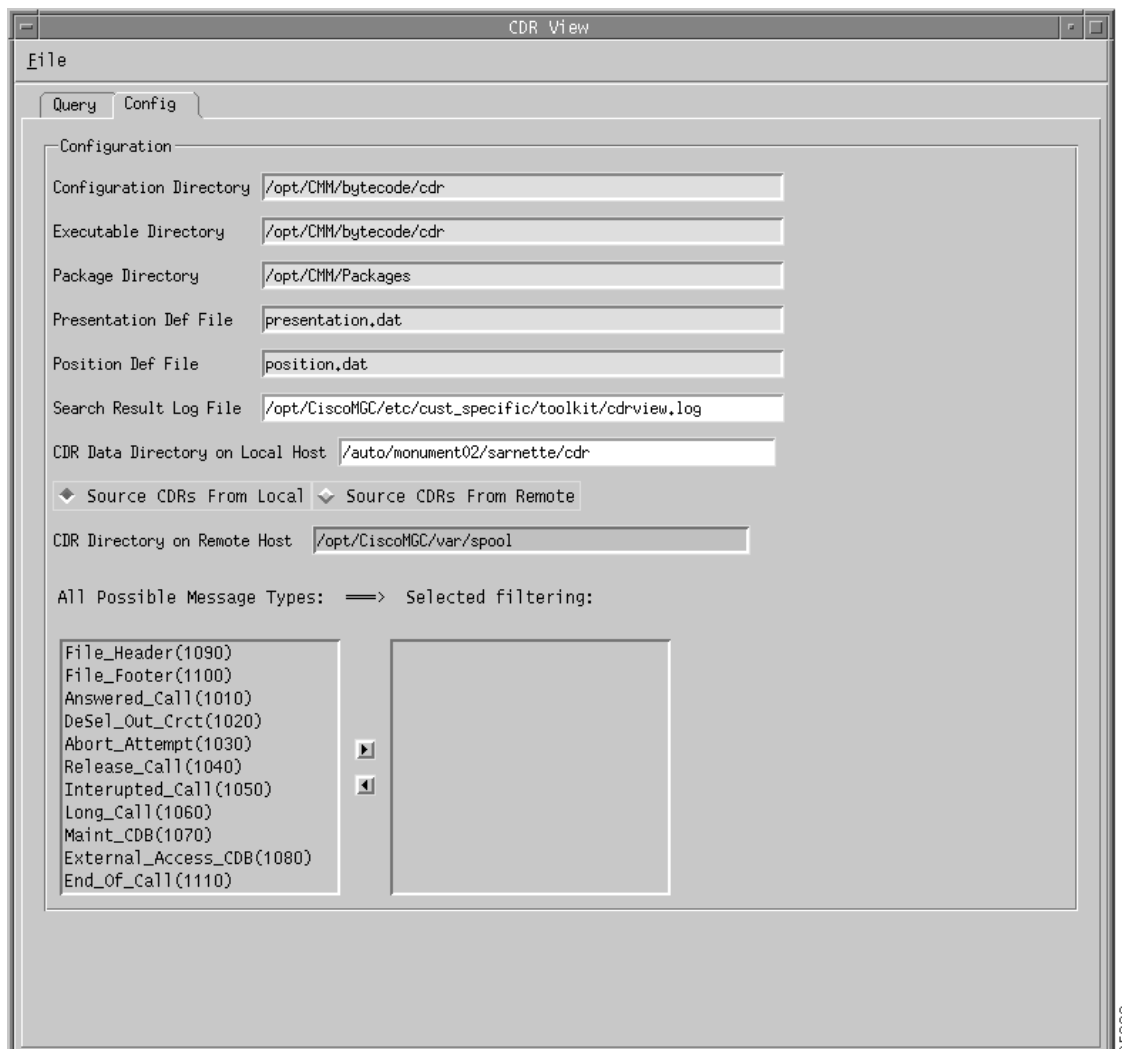 CDR View
File
Query Config
Configuration
Configuration Directory /opt/CMM/bytecode/cdr
Executable Directory /opt/CMM/bytecode/cdr
Package Directory /opt/CMM/Packages
Presentation Def File presentation.dat
Position Def File position.dat
Search Result Log File /opt/CiscoMGC/etc/cust_specific/toolkit/cdrview.log
CDR Data Directory on Local Host /auto/monument02/sarnette/cdr
Source CDRs From Local Source CDRs From Remote
CDR Directory on Remote Host /opt/CiscoMGC/var/spool
All Possible Message Types: ===> Selected filtering:
File_Header(1090)
File_Footer(1100)
Answered_Call(1010)
DeSel_Out_Crct(1020)
Abort_Attempt(1030)
Release_Call(1040)
Interupted_Call(1050)
Long_Call(1060)
Maint_CDB(1070)
External_Access_CDB(1080)
End_Of_Call(1110)